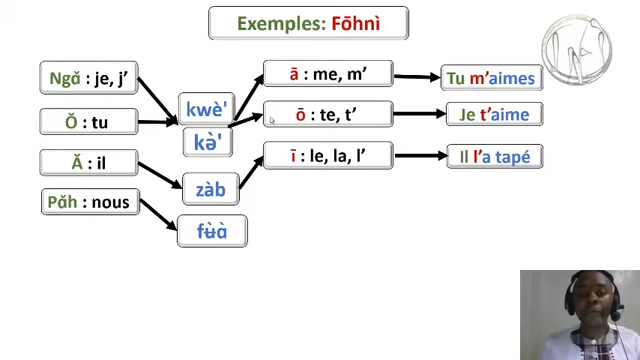 Exemples: Fōhnì
Ngǎ : je, j’
Ǒ : tu
Ǎ : il
Pǎh : nous
kwè'
kə̀'
zàb
fʉ̀ɑ̀
ā : me, m’
ō : te, t’
ī : le, la, l’
Tu m’aimes
Je t’aime
Il l’a tapé